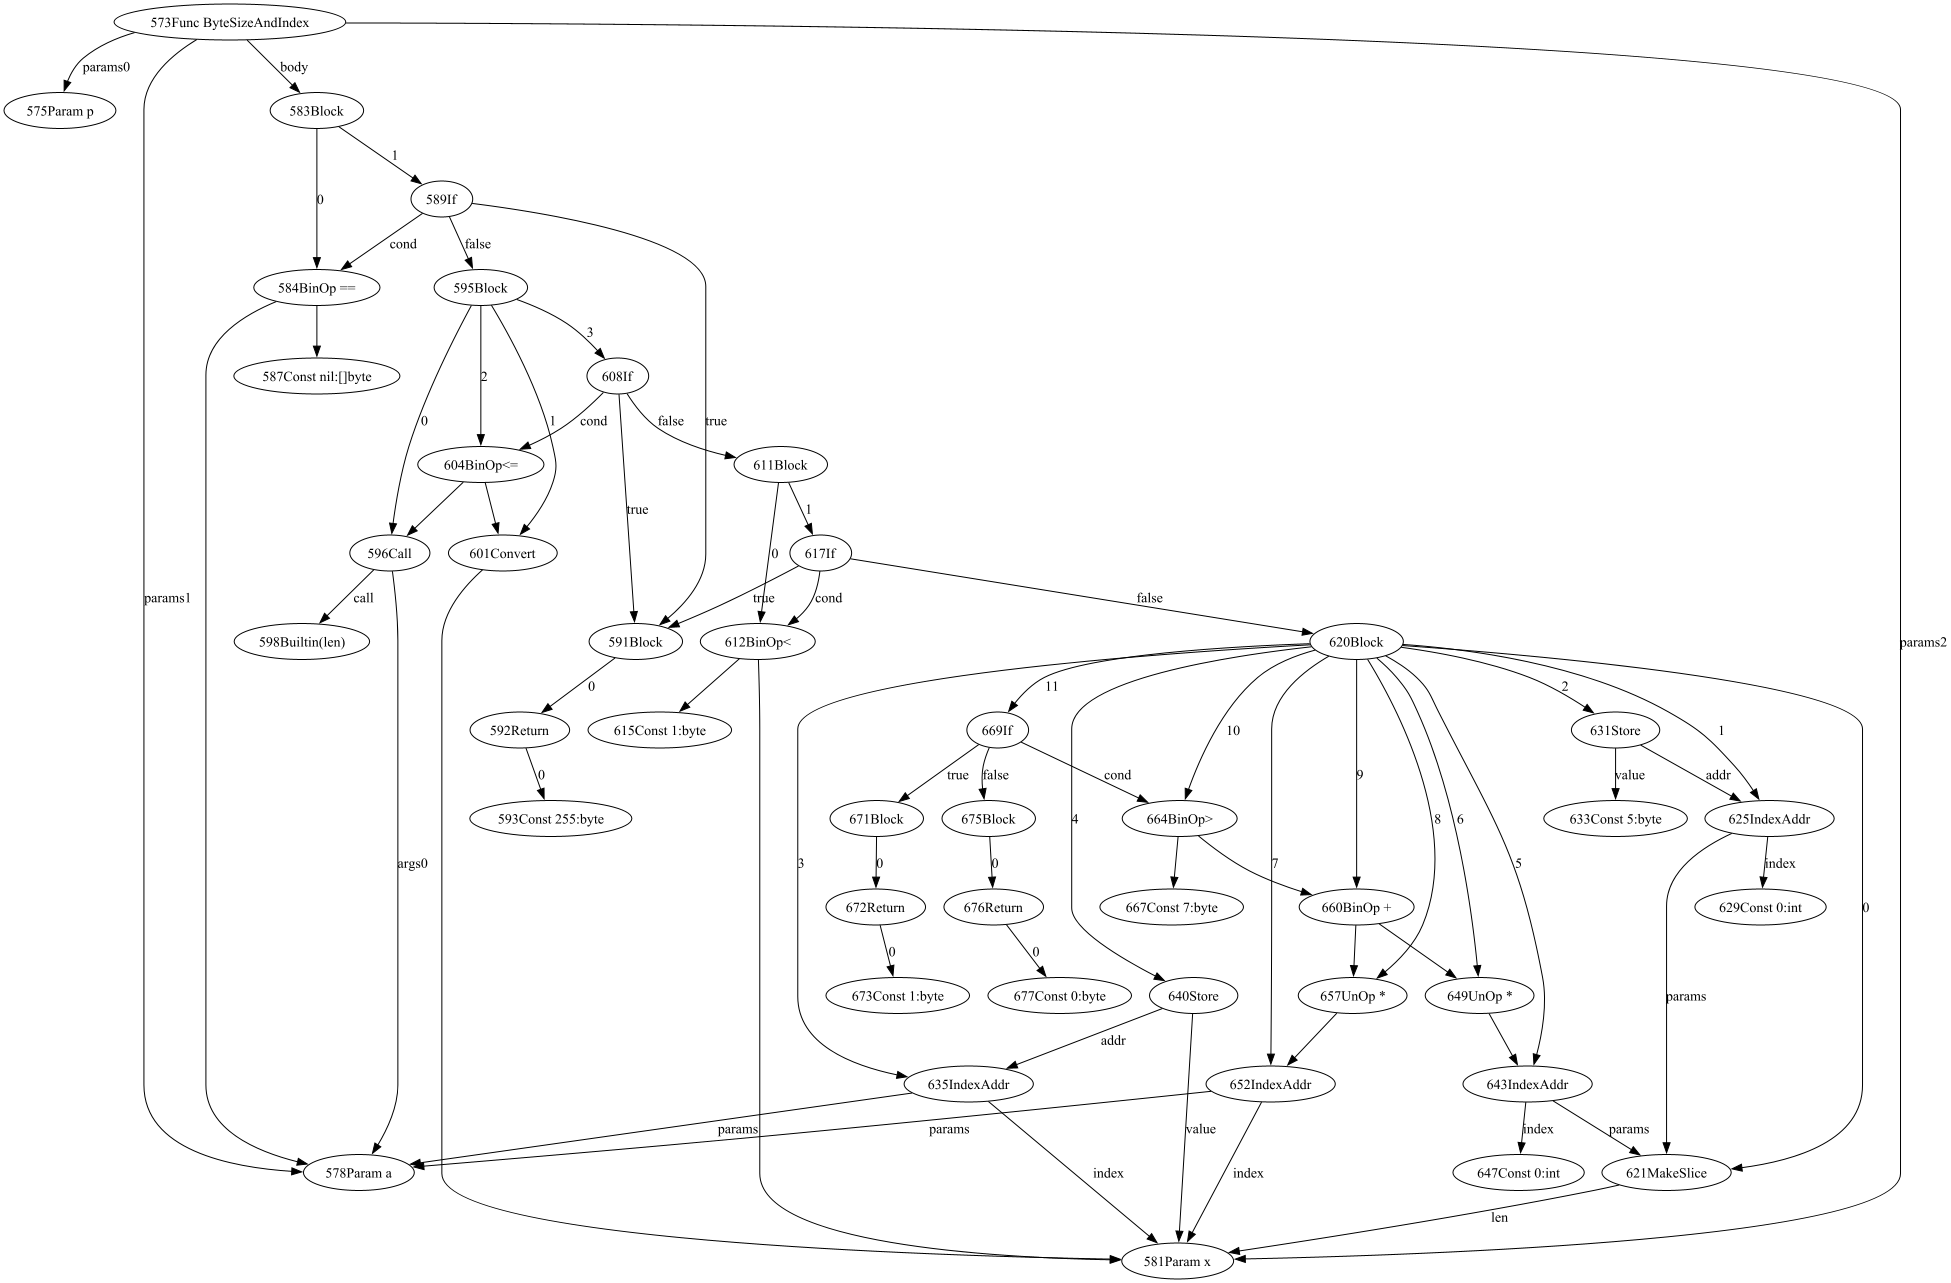 573Func ByteSizeAndIndex
params0
body
575Param p
583Block
1
0
589If
cond
false
584BinOp ==
595Block
3
587Const nil:[]byte
2
608If
0
1
cond
false
true
604BinOp<=
611Block
true
1
596Call
601Convert
0
617If
params1
call
true
cond
false
598Builtin(len)
591Block
612BinOp<
620Block
params2
0
11
2
592Return
615Const 1:byte
669If
10
631Store
1
0
true
false
cond
9
value
addr
593Const 255:byte
671Block
675Block
4
664BinOp>
8
6
633Const 5:byte
625IndexAddr
args0
3
0
0
7
5
index
672Return
676Return
667Const 7:byte
660BinOp +
629Const 0:int
0
0
0
673Const 1:byte
677Const 0:byte
640Store
657UnOp *
649UnOp *
params
addr
635IndexAddr
652IndexAddr
643IndexAddr
params
params
value
index
params
578Param a
index
index
647Const 0:int
621MakeSlice
len
581Param x